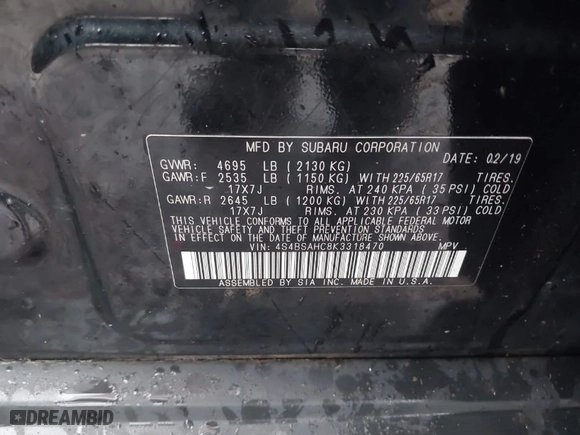 MFD BY SUBARU CORPORATION
GVWR: 4695 LB ( 2130 KG) DATE: 02/19
GAWR:F 2535 LB ( 1150 KG) WITH 225/65R17 TIRES,
17X7J RIMS, AT 240 KPA ( 35 PSI) COLD
GAWR:R 2645 LB ( 1200 KG) WITH 225/65R17 TIRES,
17X7J RIMS, AT 230 KPA ( 33 PSI) COLD
THIS VEHICLE CONFORMS TO ALL APPLICABLE FEDERAL MOTOR
VEHICLE SAFETY AND THEFT PREVENTION STANDARDS
IN EFFECT ON THE DATE OF MANUFACTURE SHOWN ABOVE.
VIN: 4S4BSAHC8K3318470 MPV
ASSEMBLED BY SIA INC. MADE IN U.S.A.
DREAMBID